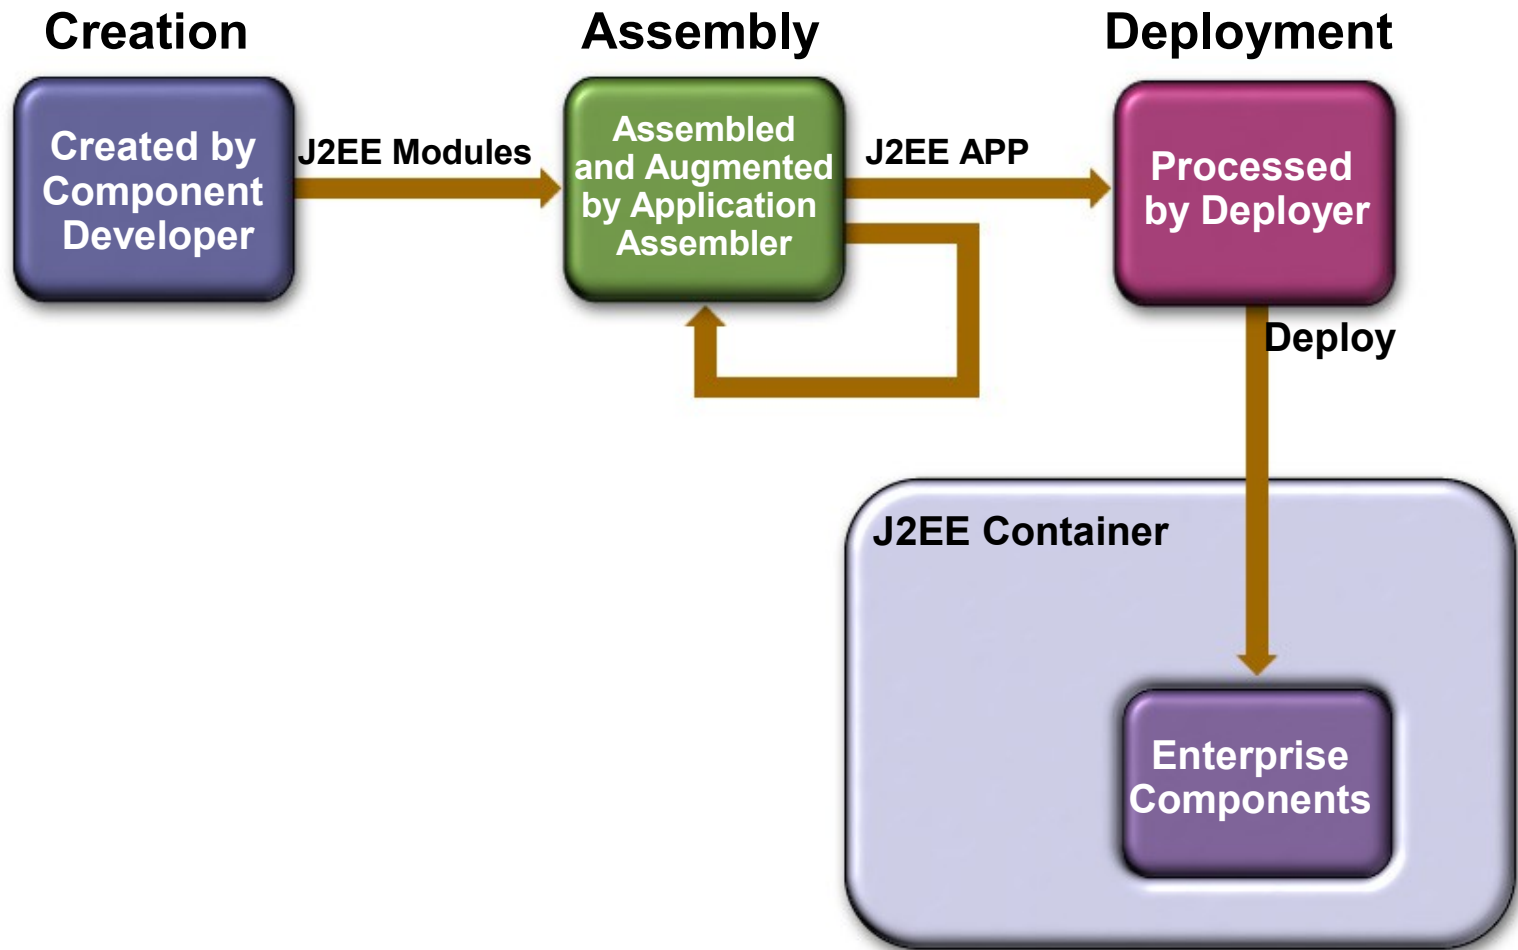 Creation
Assembly
Deployment
Created by
Component
Developer
J2EE Modules
Assembled
and Augmented
by Application
Assembler
J2EE APP
Processed
by Deployer
Deploy
J2EE Container
Enterprise
Components